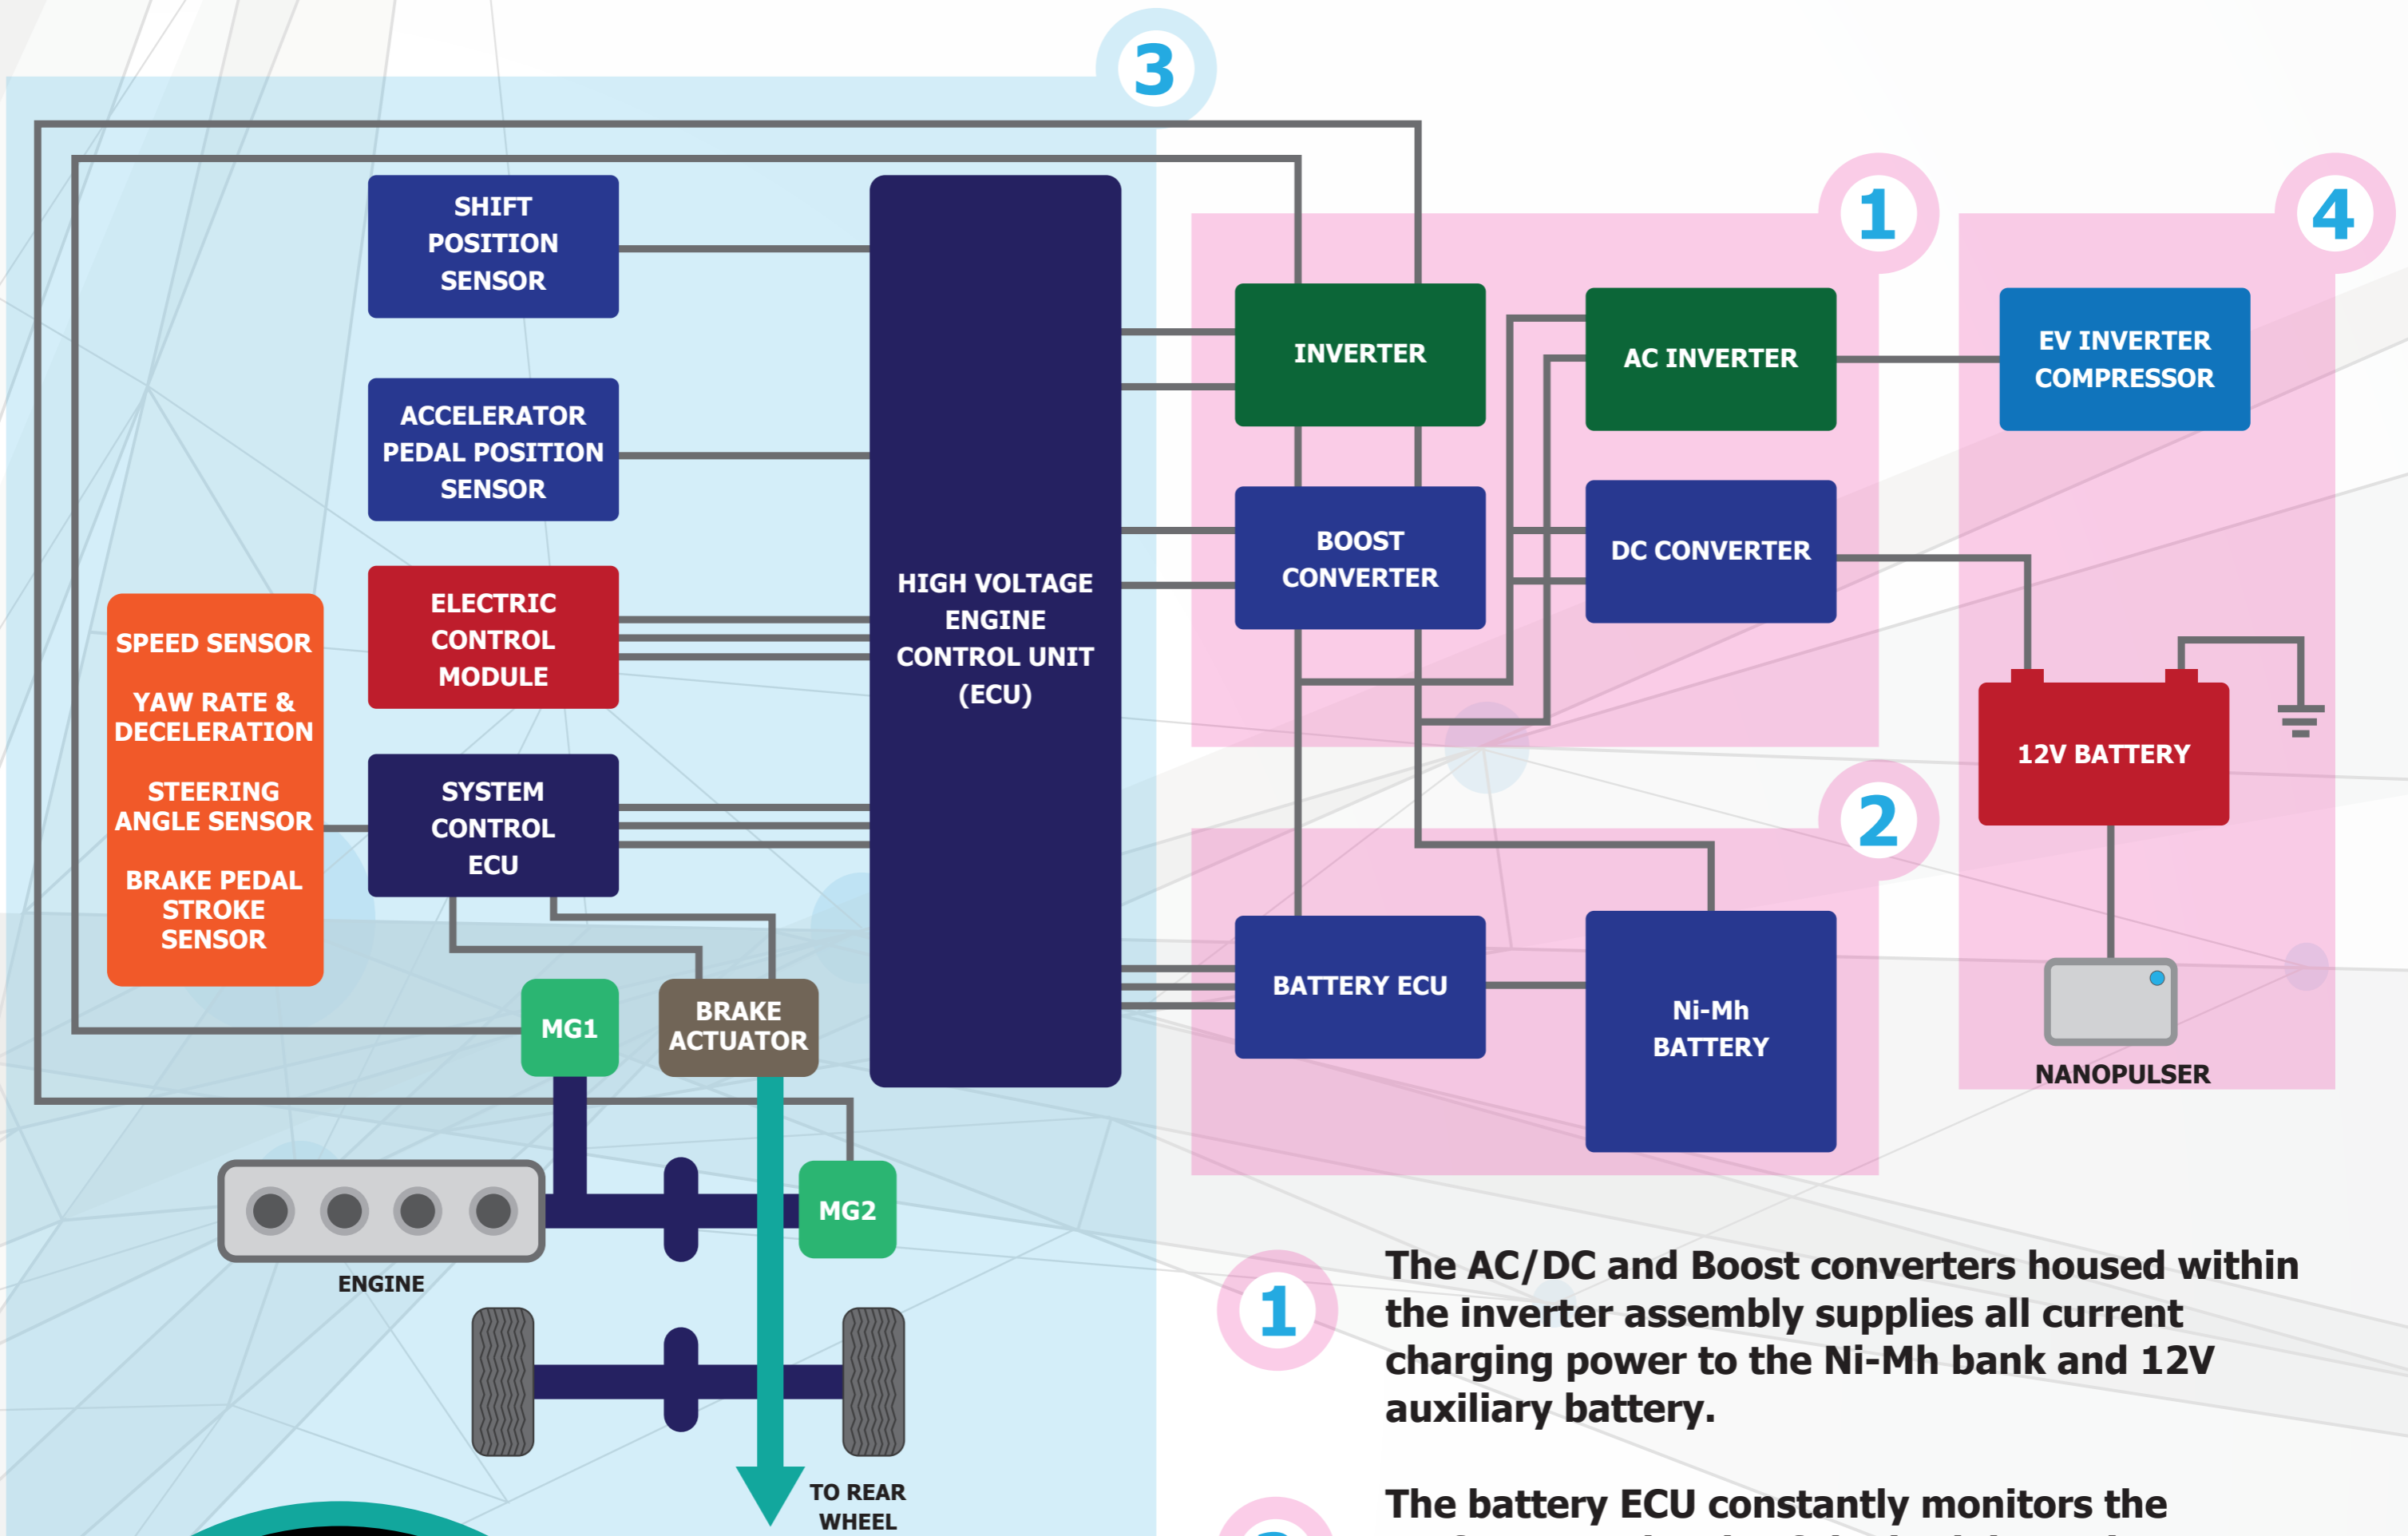 3
SHIFT
POSITION
SENSOR
ACCELERATOR
PEDAL POSITION
SENSOR
ELECTRIC
CONTROL
MODULE
SYSTEM
CONTROL
ECU
SPEED SENSOR
YAW RATE &
DECELERATION
STEERING
ANGLE SENSOR
BRAKE PEDAL
STROKE
SENSOR
HIGH VOLTAGE
ENGINE
CONTROL UNIT
(ECU)
MG1
BRAKE
ACTUATOR
MG2
ENGINE
TO REAR
WHEEL
1
INVERTER
AC INVERTER
BOOST
CONVERTER
DC CONVERTER
2
BATTERY ECU
Ni-Mh
BATTERY
4
EV INVERTER
COMPRESSOR
12V BATTERY
NANOPULSER
1
The AC/DC and Boost converters housed within
the inverter assembly supplies all current
charging power to the Ni-Mh bank and 12V
auxiliary battery.
The battery ECU constantly monitors the